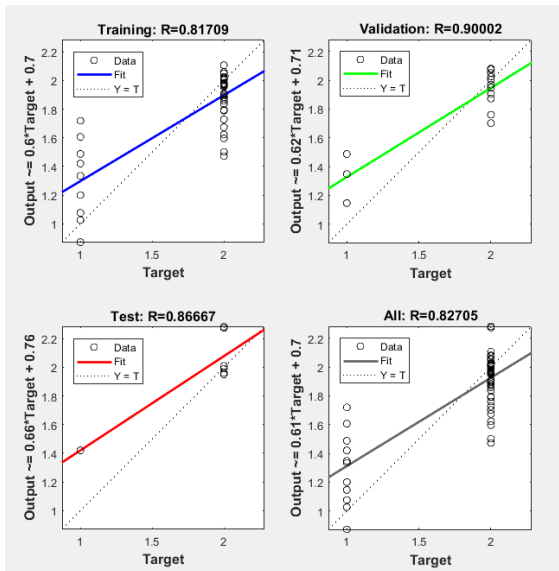 Training: R=0.81709
Output ~= 0.6*Target + 0.7
2.2
2
1.8
1.6
1.4
1.2
1
Data
Fit
Y = T
1
1.5
2
Target
Validation: R=0.90002
Output ~= 0.62*Target + 0.71
2.2
2
1.8
1.6
1.4
1.2
1
Data
Fit
Y = T
1
1.5
2
Target
Test: R=0.86667
Output ~= 0.66*Target + 0.76
2.2
2
1.8
1.6
1.4
1.2
1
Data
Fit
Y = T
1
1.5
2
Target
All: R=0.82705
Output ~= 0.61*Target + 0.7
2.2
2
1.8
1.6
1.4
1.2
1
Data
Fit
Y = T
1
1.5
2
Target